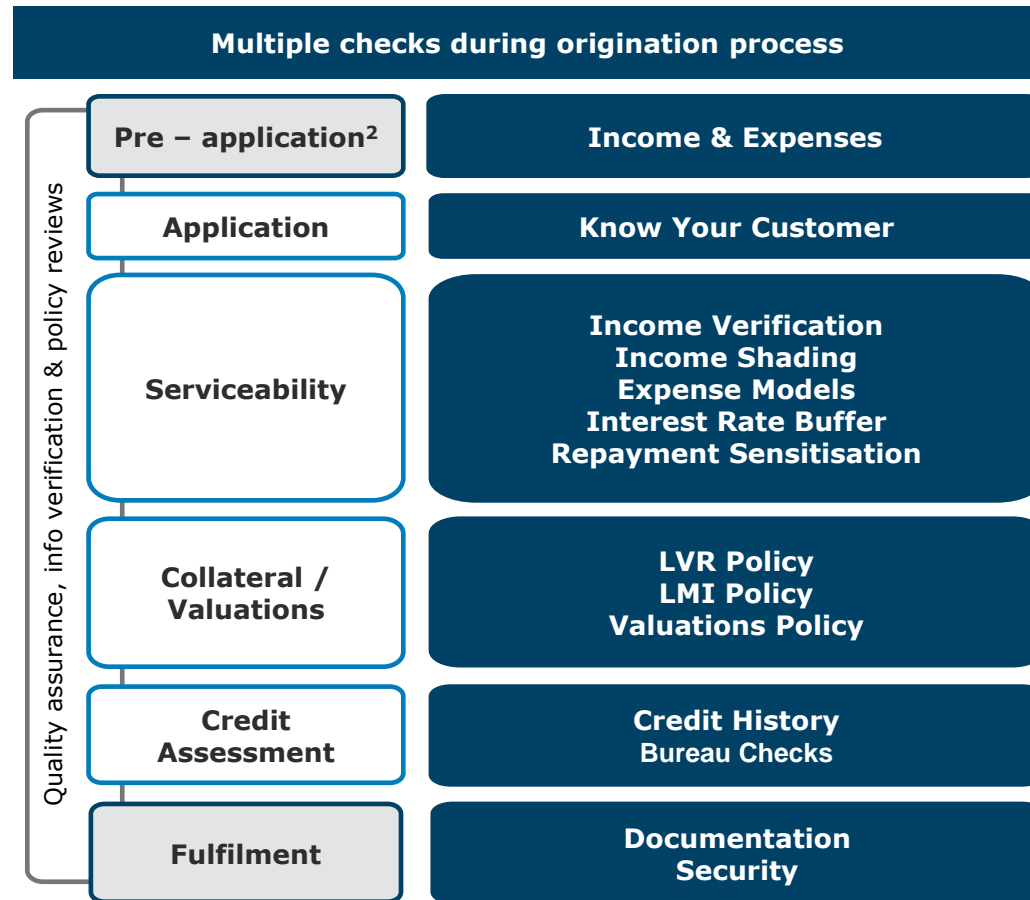 Multiple checks during origination process
Quality assurance, info verification & policy reviews
Pre – application²
Income & Expenses
Application
Know Your Customer
Serviceability
Income Verification
Income Shading
Expense Models
Interest Rate Buffer
Repayment Sensitisation
Collateral /
Valuations
LVR Policy
LMI Policy
Valuations Policy
Credit
Assessment
Credit History
Bureau Checks
Fulfilment
Documentation
Security